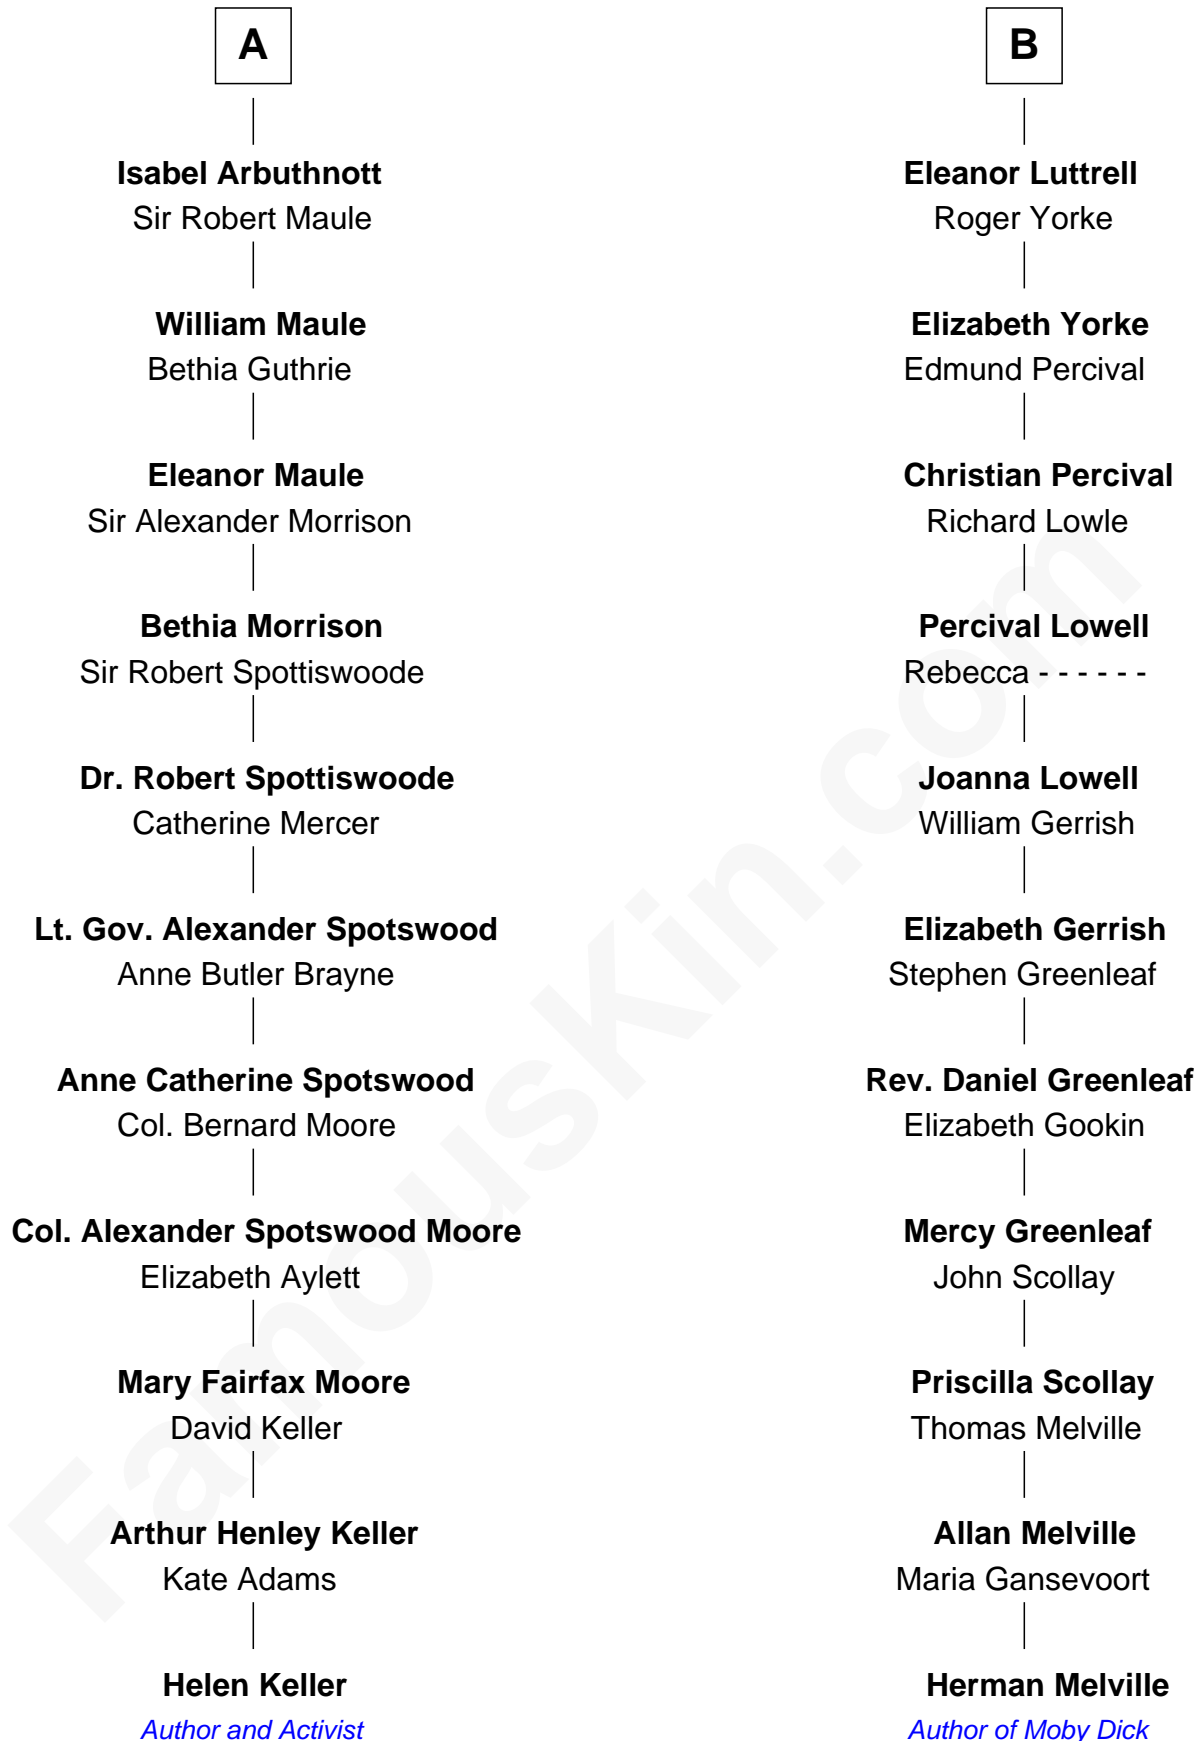 A
Isabel Arbuthnott
Sir Robert Maule
William Maule
Bethia Guthrie
Eleanor Maule
Sir Alexander Morrison
Bethia Morrison
Sir Robert Spottiswoode
Dr. Robert Spottiswoode
Catherine Mercer
Lt. Gov. Alexander Spotswood
Anne Butler Brayne
Anne Catherine Spotswood
Col. Bernard Moore
Col. Alexander Spotswood Moore
Elizabeth Aylett
Mary Fairfax Moore
David Keller
Arthur Henley Keller
Kate Adams
Helen Keller
Author and Activist
B
Eleanor Luttrell
Roger Yorke
Elizabeth Yorke
Edmund Percival
Christian Percival
Richard Lowle
Percival Lowell
Rebecca - - - - - -
Joanna Lowell
William Gerrish
Elizabeth Gerrish
Stephen Greenleaf
Rev. Daniel Greenleaf
Elizabeth Gookin
Mercy Greenleaf
John Scollay
Priscilla Scollay
Thomas Melville
Allan Melville
Maria Gansevoort
Herman Melville
Author of Moby Dick
FamousKin.com